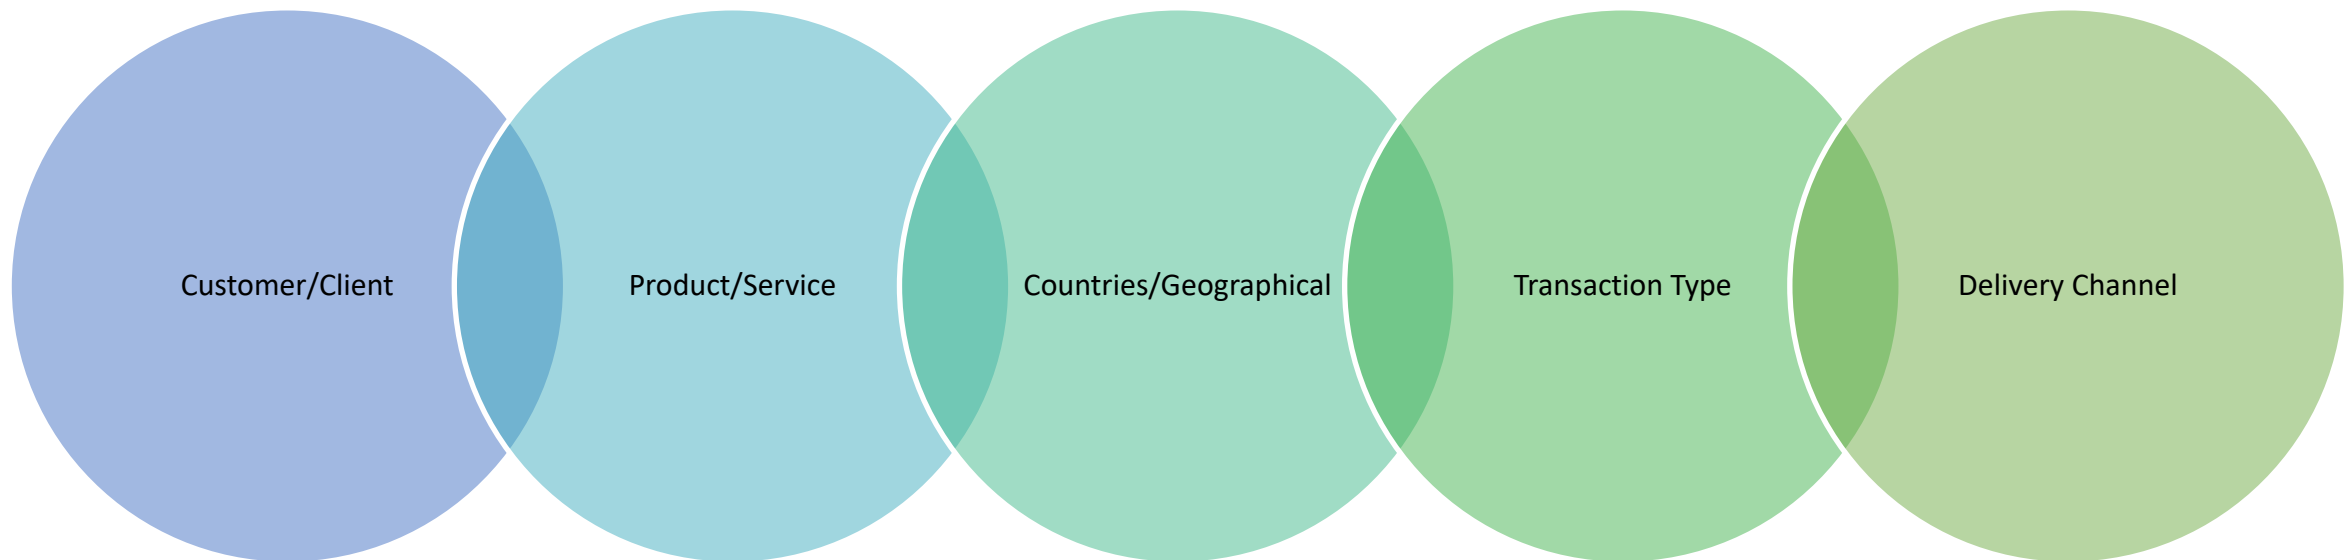 Customer/Client
Product/Service
Countries/Geographical
Transaction Type
Delivery Channel